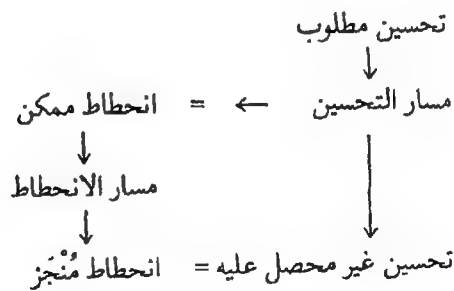 تحسين مطلوب
مسار التحسين ← = انحطاط ممكن
مسار الانحطاط
تحسين غير محصل عليه = انحطاط مُنْجَز